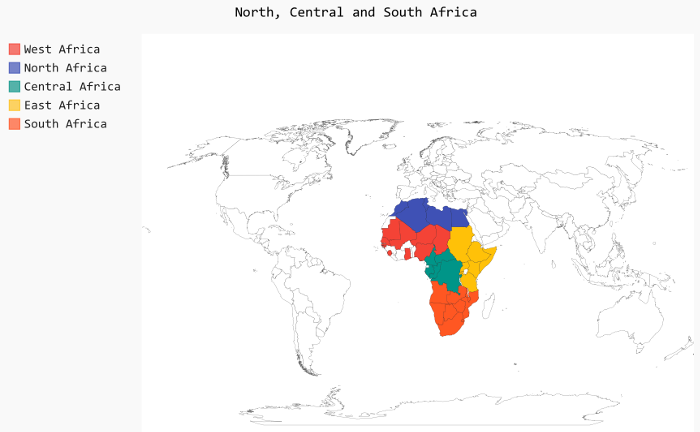 North, Central and South Africa
West Africa
North Africa
Central Africa
East Africa
South Africa